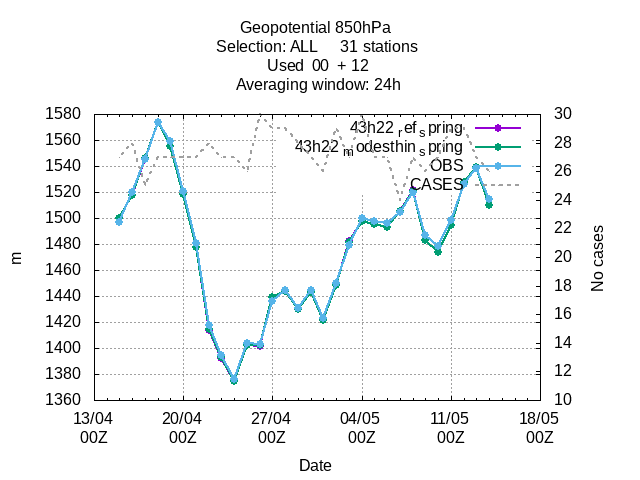 Geopotential 850hPa
Selection: ALL 31 stations
Used 00 + 12
Averaging window: 24h
1580
1560
1540
1520
1500
1480
1460
1440
1420
1400
1380
1360
m
30
28
26
24
22
20
18
16
14
12
10
No cases
43h22_ref_spring
43h22_modesthin_spring
OBS
CASES
13/04 20/04 27/04 04/05 11/05 18/05
00Z 00Z 00Z 00Z 00Z 00Z
Date